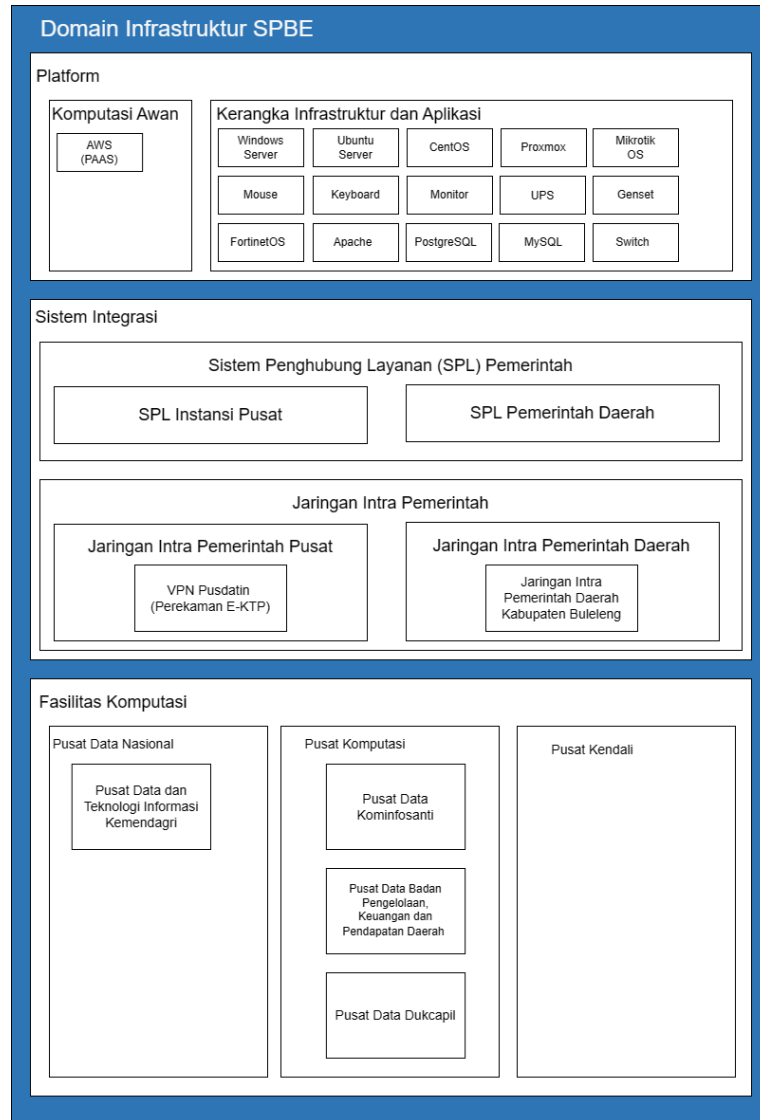 Domain Infrastruktur SPBE
Platform
Komputasi Awan
AWS
(PAAS)
Kerangka Infrastruktur dan Aplikasi
Windows
Server
Ubuntu
Server
CentOS
Proxmox
Mikrotik
OS
Mouse
Keyboard
Monitor
UPS
Genset
FortinetOS
Apache
PostgreSQL
MySQL
Switch
Sistem Integrasi
Sistem Penghubung Layanan (SPL) Pemerintah
SPL Instansi Pusat
SPL Pemerintah Daerah
Jaringan Intra Pemerintah
Jaringan Intra Pemerintah Pusat
VPN Pusdatin
(Perekaman E-KTP)
Jaringan Intra Pemerintah Daerah
Jaringan Intra
Pemerintah Daerah
Kabupaten Buleleng
Fasilitas Komputasi
Pusat Data Nasional
Pusat Data dan
Teknologi Informasi
Kemendagri
Pusat Komputasi
Pusat Data
Kominfosanti
Pusat Data Badan
Pengelolaan,
Keuangan dan
Pendapatan Daerah
Pusat Data Dukcapil
Pusat Kendali